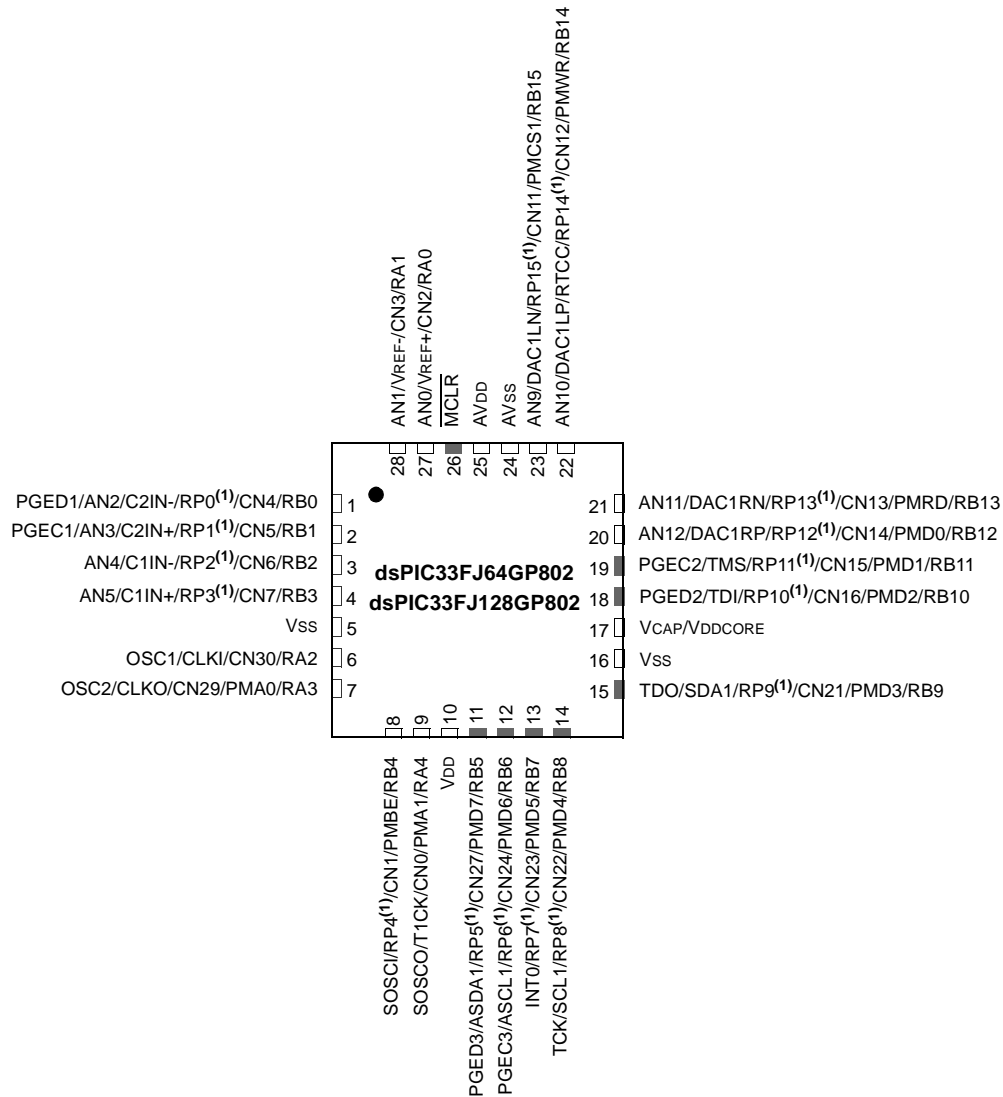 AN1/VREF-/CN3/RA1
AN0/VREF+/CN2/RA0
MCLR
AVDD
AVSS
AN9/DAC1LN/RP15(1)/CN11/PMCS1/RB15
AN10/DAC1LP/RTCC/RP14(1)/CN12/PMWR/RB14
28
27
26
25
24
23
22
PGED1/AN2/C2IN-/RP0(1)/CN4/RB0
1
PGEC1/AN3/C2IN+/RP1(1)/CN5/RB1
2
AN4/C1IN-/RP2(1)/CN6/RB2
3
AN5/C1IN+/RP3(1)/CN7/RB3
4
VSS
5
OSC1/CLKI/CN30/RA2
6
OSC2/CLKO/CN29/PMA0/RA3
7
dsPIC33FJ64GP802
dsPIC33FJ128GP802
21
AN11/DAC1RN/RP13(1)/CN13/PMRD/RB13
20
AN12/DAC1RP/RP12(1)/CN14/PMD0/RB12
19
PGEC2/TMS/RP11(1)/CN15/PMD1/RB11
18
PGED2/TDI/RP10(1)/CN16/PMD2/RB10
17
VCAP/VDDCORE
16
VSS
15
TDO/SDA1/RP9(1)/CN21/PMD3/RB9
8
9
10
11
12
13
14
SOSCI/RP4(1)/CN1/PMBE/RB4
SOSCO/T1CK/CN0/PMA1/RA4
VDD
PGED3/ASDA1/RP5(1)/CN27/PMD7/RB5
PGEC3/ASCL1/RP6(1)/CN24/PMD6/RB6
INT0/RP7(1)/CN23/PMD5/RB7
TCK/SCL1/RP8(1)/CN22/PMD4/RB8